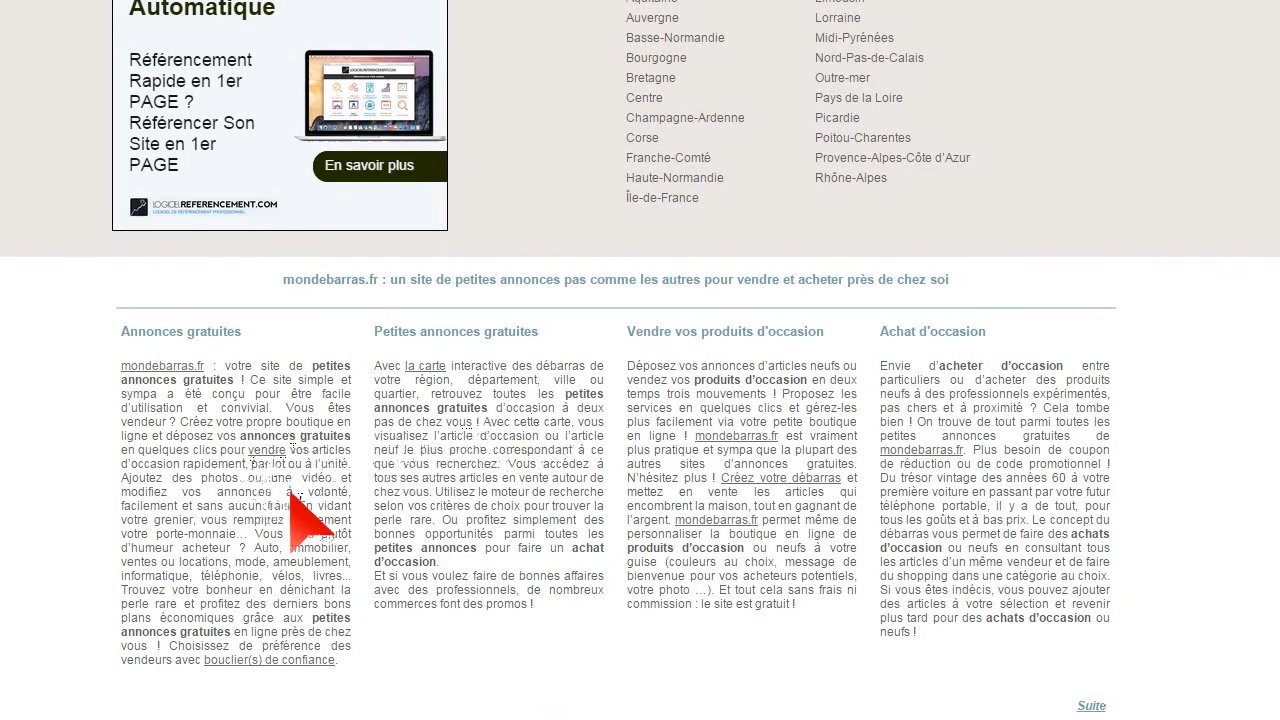 Automatique
Référencement
Rapide en 1er
PAGE ?
Référencer Son
Site en 1er
PAGE
En savoir plus
LOGICIELREFERENCEMENT.COM
LOGICIEL DE RÉFÉRENCEMENT PROFESSIONNEL
Aquitaine
Auvergne
Basse-Normandie
Bourgogne
Bretagne
Centre
Champagne-Ardenne
Corse
Franche-Comté
Haute-Normandie
Île-de-France
Limousin
Lorraine
Midi-Pyrénées
Nord-Pas-de-Calais
Outre-mer
Pays de la Loire
Picardie
Poitou-Charentes
Provence-Alpes-Côte d'Azur
Rhône-Alpes
mondebarras.fr : un site de petites annonces pas comme les autres pour vendre et acheter près de chez soi
Annonces gratuites
mondebarras.fr : votre site de petites
annonces gratuites ! Ce site simple et
sympa a été conçu pour être facile
d'utilisation et convivial. Vous êtes
vendeur ? Créez votre propre boutique en
ligne et déposez vos annonces gratuites
en quelques clics pour vendre vos articles
d'occasion rapidement, par lot ou à l'unité.
Ajoutez des photos ou une vidéo et
modifiez vos annonces à volonté,
facilement et sans aucun frais. En vidant
votre grenier, vous remplirez
votre porte-monnaie... Vous plutôt
d'humeur acheteur ? Auto, immobilier,
ventes ou locations, mode, ameublement,
informatique, téléphonie, vélos, livres...
Trouvez votre bonheur en dénichant la
perle rare et profitez des derniers bons
plans économiques grâce aux petites
annonces gratuites en ligne près de chez
vous ! Choisissez de préférence des
vendeurs avec bouclier(s) de confiance.
Petites annonces gratuites
Avec la carte interactive des débarras de
votre région, département, ville ou
quartier, retrouvez toutes les petites
annonces gratuites d'occasion à deux
pas de chez vous ! Avec cette carte, vous
visualisez l'article d'occasion ou l'article
neuf le plus proche correspondant à ce
que vous recherchez. Vous accédez à
tous ses autres articles en vente autour de
chez vous. Utilisez le moteur de recherche
selon vos critères de choix pour trouver la
perle rare. Ou profitez simplement des
bonnes opportunités parmi toutes les
petites annonces pour faire un achat
d'occasion.
Et si vous voulez faire de bonnes affaires
avec des professionnels, de nombreux
commerces font des promos !
Vendre vos produits d'occasion
Déposez vos annonces d'articles neufs ou
vendez vos produits d'occasion en deux
temps trois mouvements ! Proposez les
services en quelques clics et gérez-les
plus facilement via votre petite boutique
en ligne ! mondebarras.fr est vraiment
plus pratique et sympa que la plupart des
autres sites d'annonces gratuites.
N'hésitez plus ! Créez votre débarras et
mettez en ventes les articles qui
encombrent la maison, tout en gagnant de
l'argent. mondebarras.fr permet même de
personnaliser la boutique en ligne de
produits d'occasion ou neufs à votre
guise (couleurs au choix, message de
bienvenue pour vos acheteurs potentiels,
votre photo ...). Et tout cela sans frais ni
commission : le site est gratuit !
Achat d'occasion
Envie d'acheter d'occasion entre
particuliers ou d'acheter des produits
neufs à des professionnels expérimentés,
pas chers et à proximité ? Cela tombe
bien ! On trouve de tout parmi toutes les
petites annonces gratuites de
mondebarras.fr. Plus besoin de coupon
de réduction ou de code promotionnel !
Du trésor vintage des années 60 à votre
première voiture en passant par votre futur
téléphone portable, il y a de tout, pour
tous les goûts et à bas prix. Le concept du
débarras vous permet de faire des achats
d'occasion ou neufs en consultant tous
les articles d'un même vendeur et de faire
du shopping dans une catégorie au choix.
Si vous êtes indécis, vous pouvez ajouter
des articles à votre sélection et revenir
plus tard pour des achats d'occasion ou
neufs !
Suite